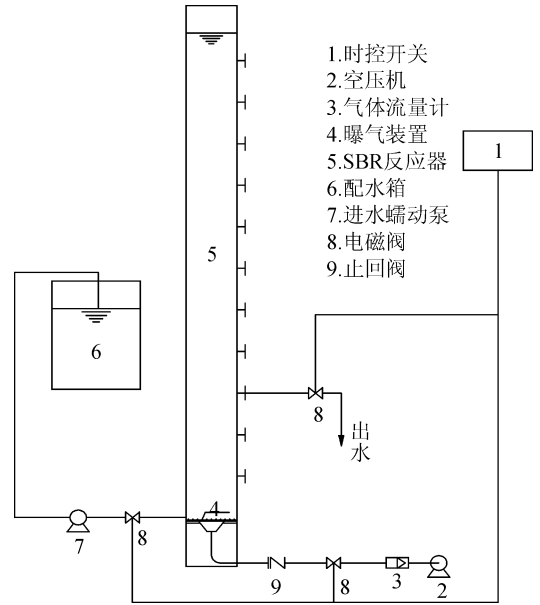 1.时控开关
2.空压机
3.气体流量计
4.曝气装置
5.SBR反应器
6.配水箱
7.进水蠕动泵
8.电磁阀
9.止回阀
1
5
6
8
出
水
4
7
8
9
8
3
2